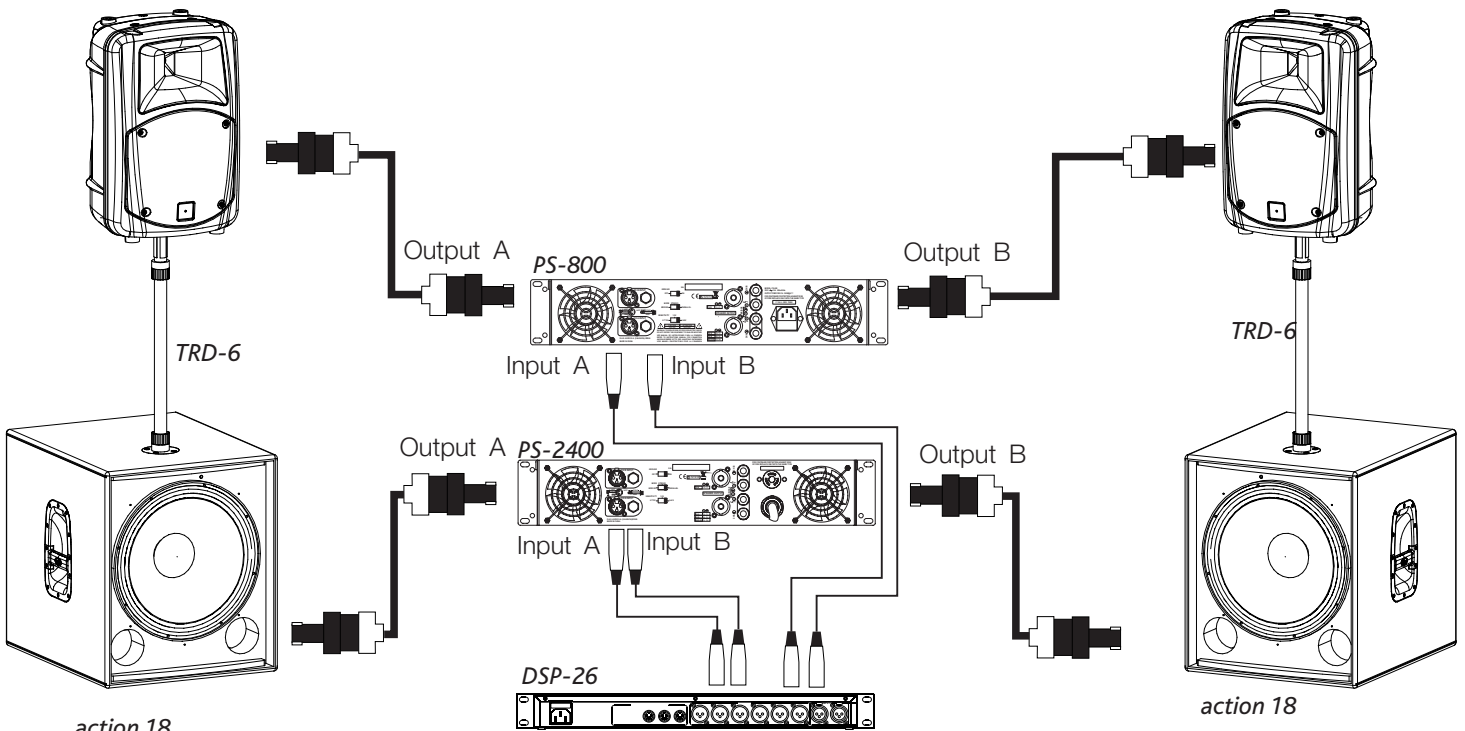 Output A
PS-800
Output B
TRD-6
TRD-6
Input A
Input B
Output A
PS-2400
Output B
Input A
Input B
DSP-26
action 18
action 18